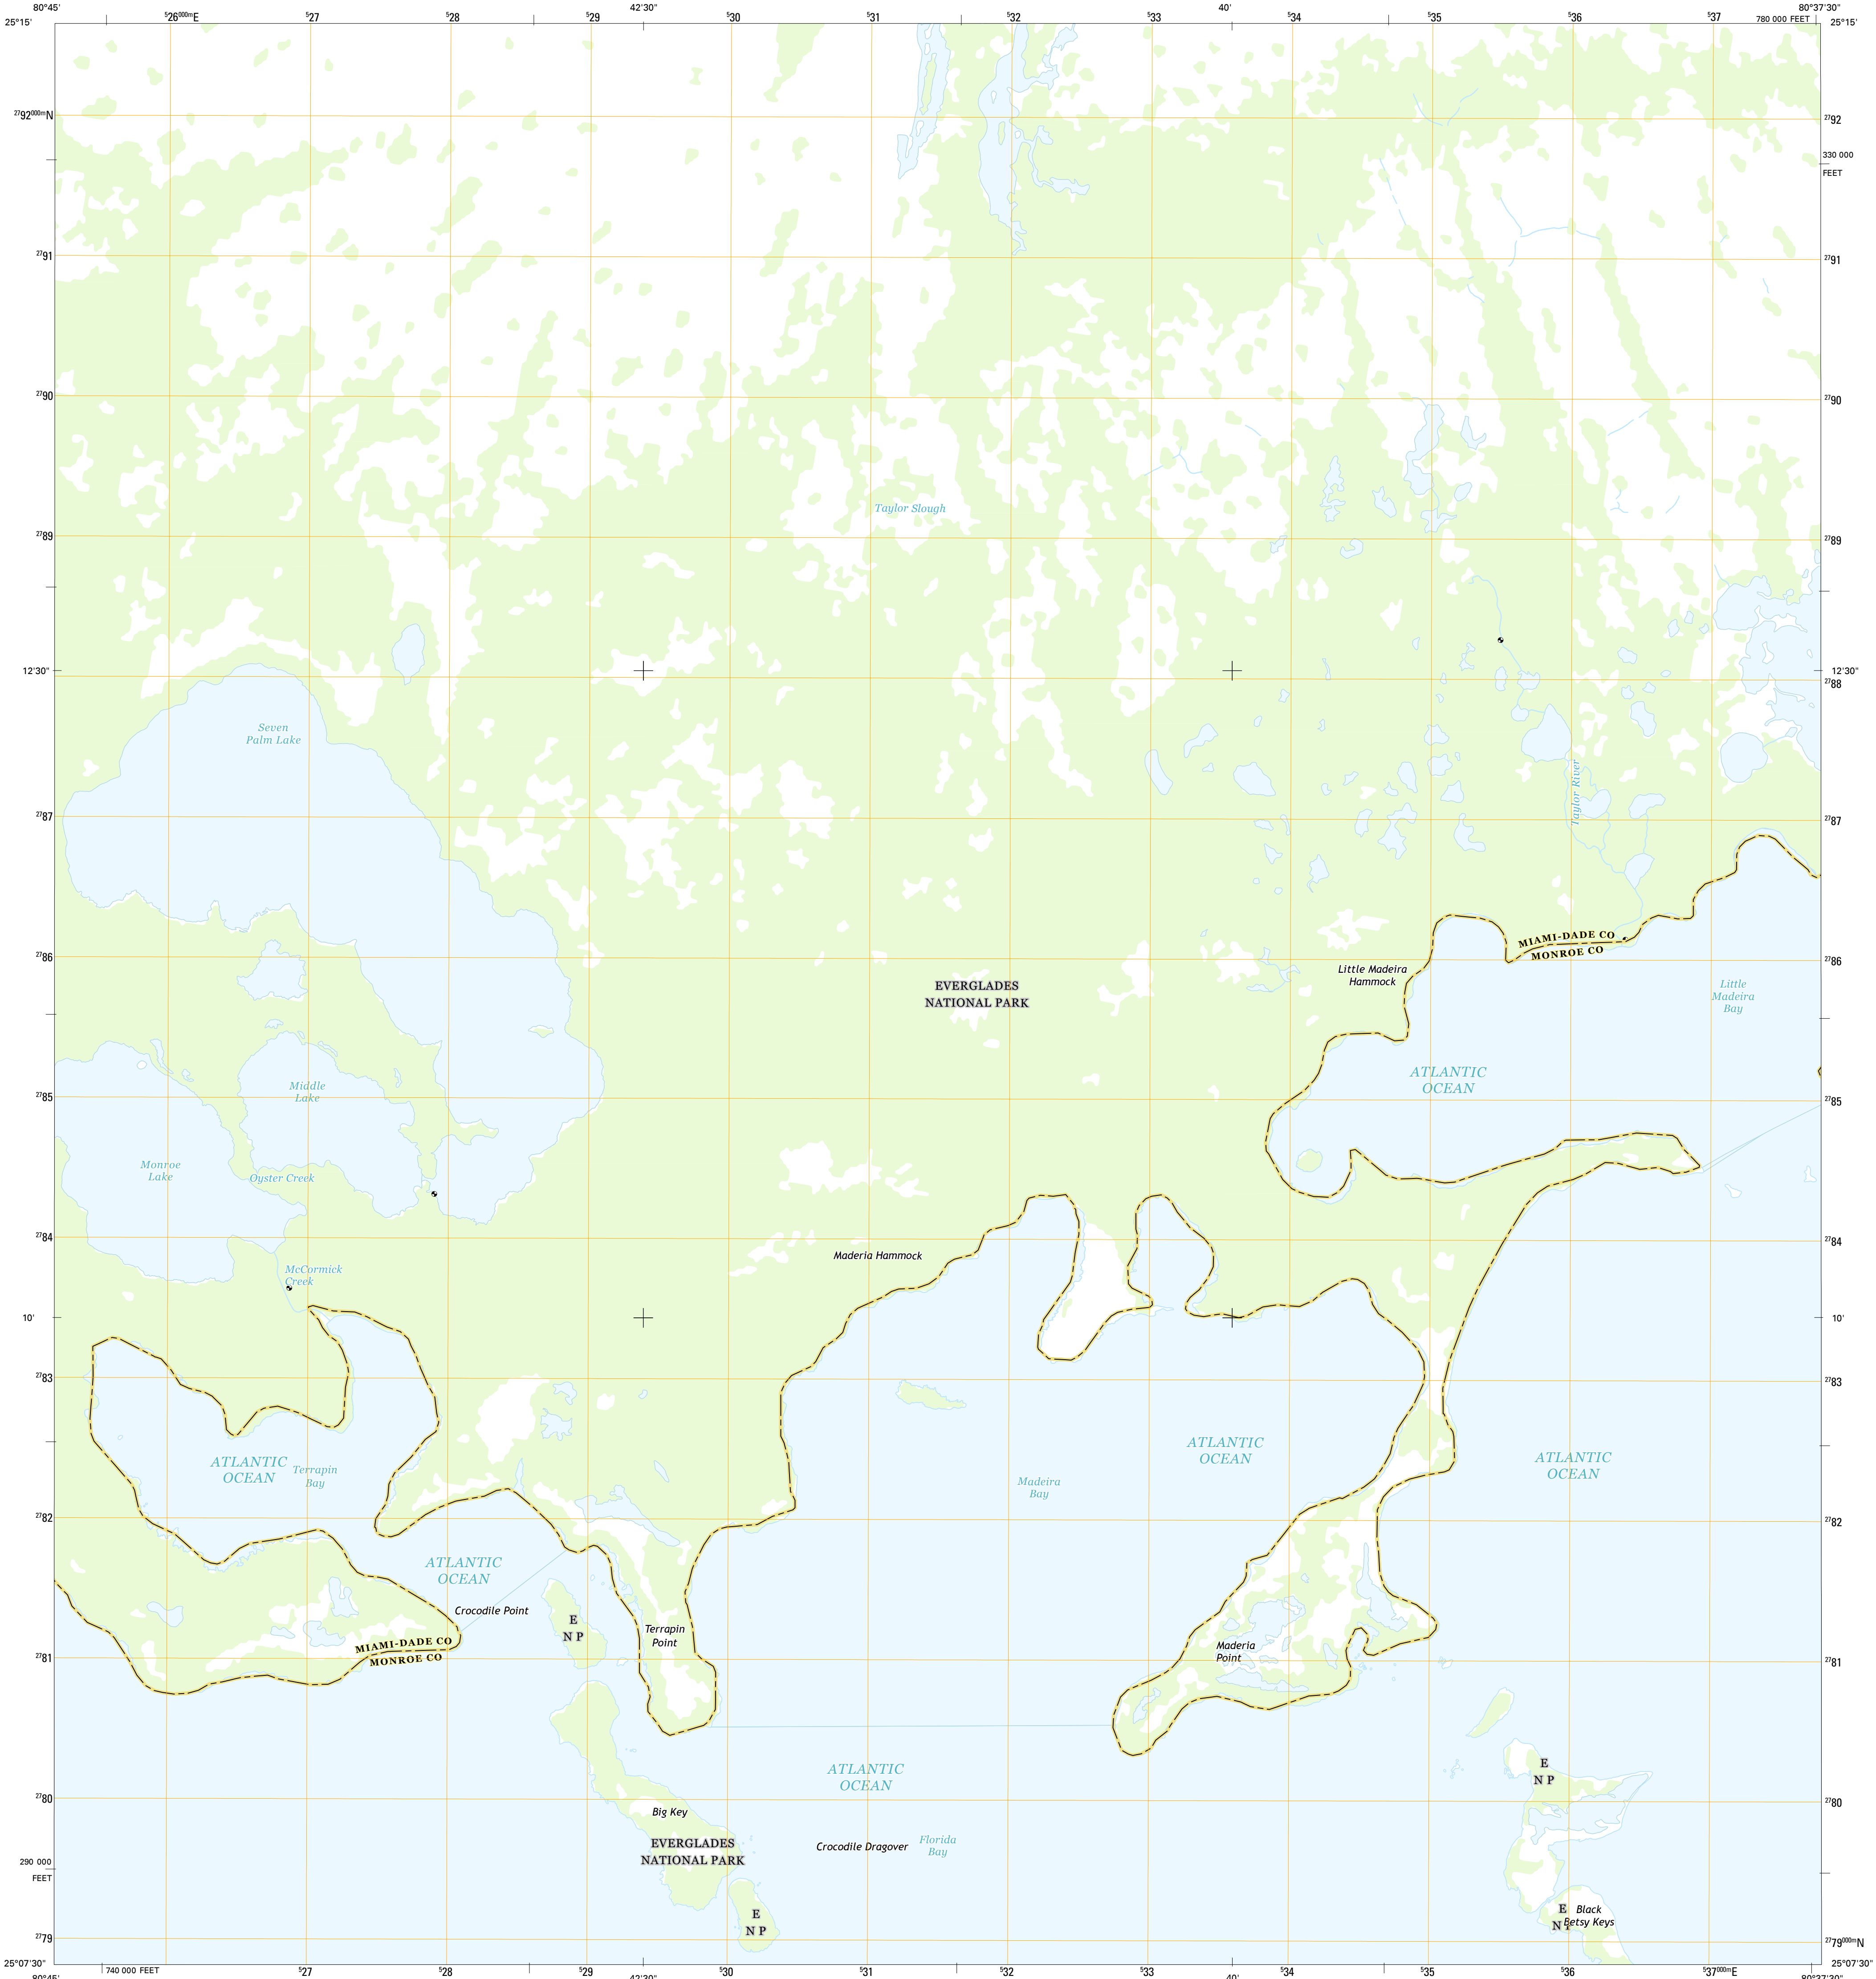 80°45' ⁵26⁰⁰⁰ᵐE ⁵27 ⁵28 ⁵29 42'30" ⁵30 ⁵31 ⁵32 ⁵33 40' ⁵34 ⁵35 ⁵36 ⁵37 780 000 FEET 80°37'30"
25°15' 25°15'
²⁷92⁰⁰⁰ᵐN ²⁷92
330 000
FEET
²⁷91 ²⁷91
²⁷90 ²⁷90
Taylor Slough
²⁷89 ²⁷89
12'30" 12'30"
²⁷88
Seven
Palm Lake
Taylor River
²⁷87 ²⁷87
MIAMI-DADE CO
MONROE CO
²⁷86 ²⁷86
Little Madeira
Hammock
EVERGLADES
NATIONAL PARK
Little
Madeira
Bay
ATLANTIC
OCEAN
Middle
Lake
²⁷85 ²⁷85
Monroe
Lake
Oyster Creek
²⁷84 ²⁷84
Maderia Hammock
McCormick
Creek
10' 10'
²⁷83 ²⁷83
ATLANTIC
OCEAN
ATLANTIC
OCEAN
ATLANTIC
OCEAN
Terrapin
Bay
Madeira
Bay
²⁷82 ²⁷82
ATLANTIC
OCEAN
Crocodile Point
E
N P
Terrapin
Point
MIAMI-DADE CO
MONROE CO
Maderia
Point
²⁷81 ²⁷81
ATLANTIC
OCEAN
E
N P
²⁷80 ²⁷80
Big Key
EVERGLADES
NATIONAL PARK
Crocodile Dragover
Florida
Bay
290 000
FEET
E
N P
E
N P
Black
Betsy Keys
²⁷79 ²⁷79⁰⁰⁰ᵐN
25°07'30" 25°07'30"
80°45' 740 000 FEET ⁵27 ⁵28 ⁵29 42'30" ⁵30 ⁵31 ⁵32 ⁵33 40' ⁵34 ⁵35 ⁵36 ⁵37⁰⁰⁰ᵐE 80°37'30"